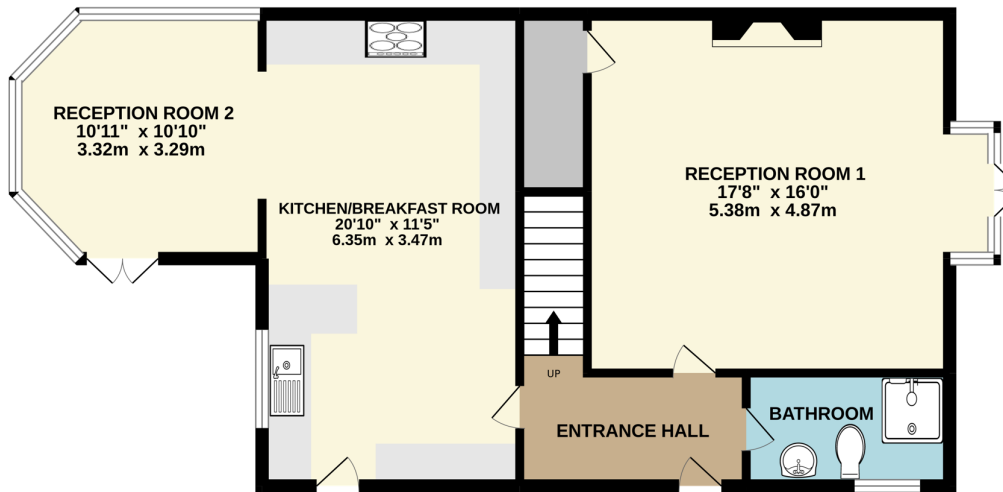 RECEPTION ROOM 2
10'11" x 10'10"
3.32m x 3.29m
KITCHEN/BREAKFAST ROOM
20'10" x 11'5"
6.35m x 3.47m
RECEPTION ROOM 1
17'8" x 16'0"
5.38m x 4.87m
UP
ENTRANCE HALL
BATHROOM